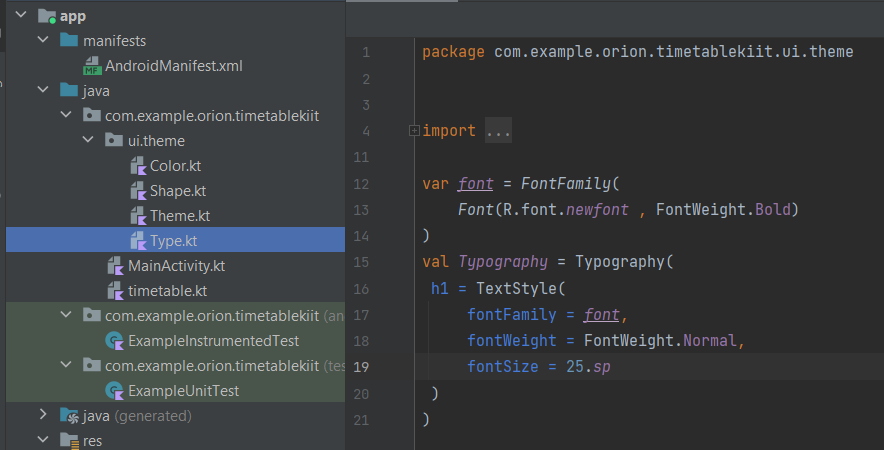 app
manifests
AndroidManifest.xml
MF
java
com.example.orion.timetablekiit
ui.theme
Color.kt
Shape.kt
Theme.kt
Type.kt
MainActivity.kt
timetable.kt
com.example.orion.timetablekiit (an
ExampleInstrumentedTest
com.example.orion.timetablekiit (tes
ExampleUnitTest
java (generated)
res
1 package com.example.orion.timetablekiit.ui.theme
2
3
4 import ...
11
12 var font = FontFamily(
13 Font(R.font.newfont , FontWeight.Bold)
14 )
15 val Typography = Typography(
16 h1 = TextStyle(
17 fontFamily = font,
18 fontWeight = FontWeight.Normal,
19 fontSize = 25.sp
20 )
21 )